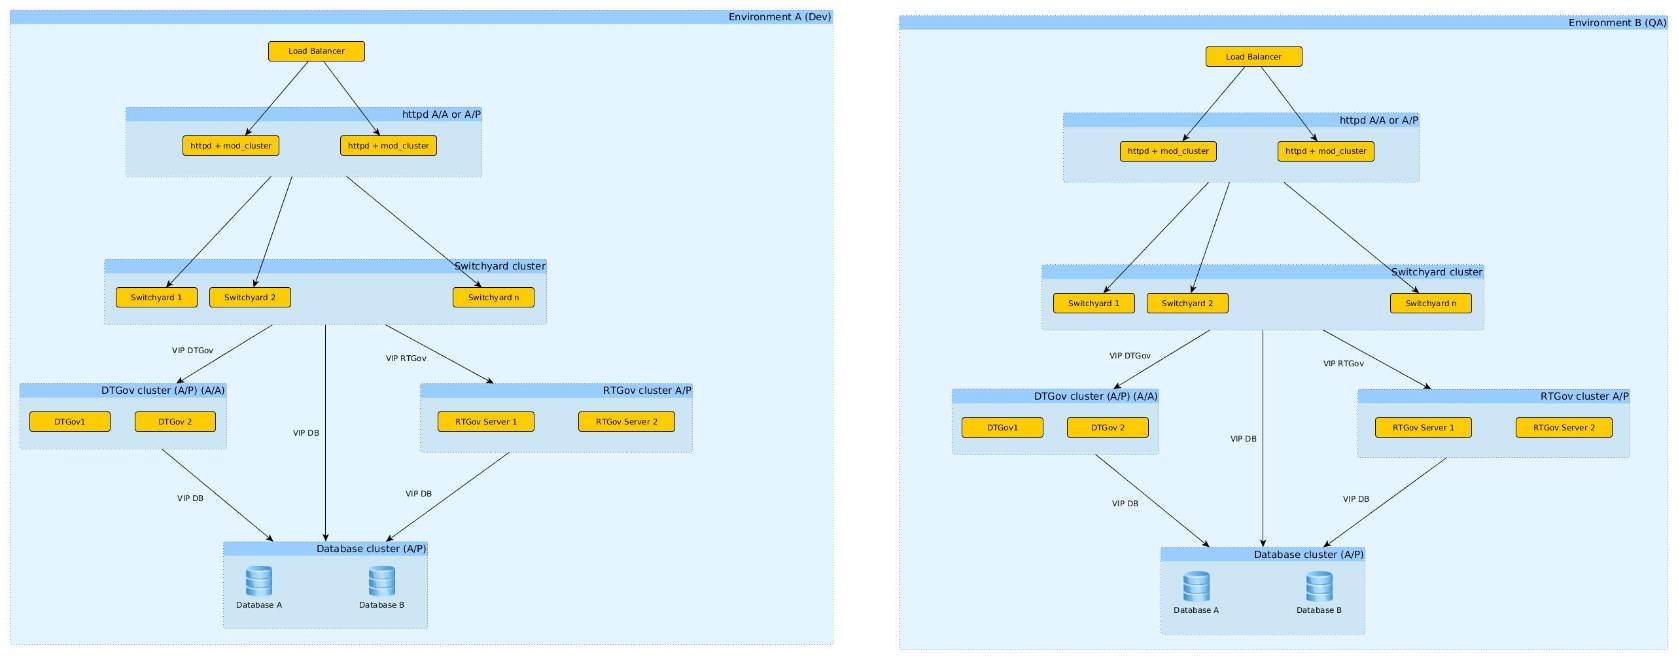 Environment A (Dev)
Load Balancer
httpd A/A or A/P
httpd + mod_cluster
httpd + mod_cluster
Switchyard cluster
Switchyard 1
Switchyard 2
Switchyard n
VIP DTGov
VIP RTGov
DTGov cluster (A/P) (A/A)
RTGov cluster A/P
DTGov1
DTGov 2
RTGov Server 1
RTGov Server 2
VIP DB
VIP DB
VIP DB
Database cluster (A/P)
Database A
Database B
Environment B (QA)
Load Balancer
httpd A/A or A/P
httpd + mod_cluster
httpd + mod_cluster
Switchyard cluster
Switchyard 1
Switchyard 2
Switchyard n
VIP DTGov
VIP RTGov
DTGov cluster (A/P) (A/A)
RTGov cluster A/P
DTGov1
DTGov 2
RTGov Server 1
RTGov Server 2
VIP DB
VIP DB
VIP DB
Database cluster (A/P)
Database A
Database B